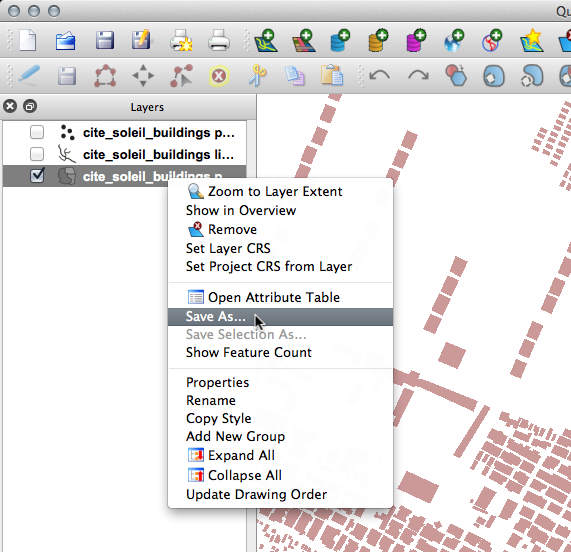 Qu
Layers
cite_soleil_buildings p...
cite_soleil_buildings li...
cite_soleil_buildings p...
Zoom to Layer Extent
Show in Overview
Remove
Set Layer CRS
Set Project CRS from Layer
Open Attribute Table
Save As...
Save Selection As...
Show Feature Count
Properties
Rename
Copy Style
Add New Group
Expand All
Collapse All
Update Drawing Order